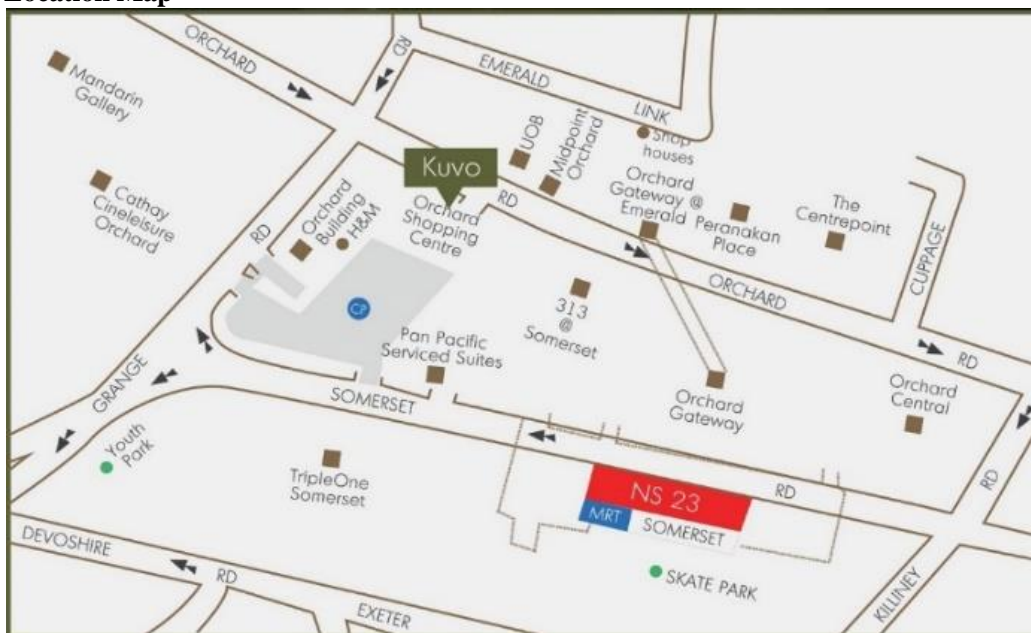 Location Map
ORCHARD
RD
EMERALD
LINK
Mandarin
Gallery
UOB
Midpoint
Orchard
Shop
houses
Kuvo
RD
Cathay
Cineleisure
Orchard
RD
Orchard
Building
H&M
Orchard
Shopping
Centre
Orchard
Gateway @
Emerald
Peranakan
Place
The
Centrepoint
CUPPAGE
ORCHARD
RD
CP
313
@
Somerset
Pan Pacific
Serviced Suites
GRANGE
SOMERSET
Orchard
Gateway
Orchard
Central
Youth
Park
TripleOne
Somerset
NS 23
RD
RD
MRT
SOMERSET
DEVOSHIRE
RD
EXETER
SKATE PARK
KILLINEY